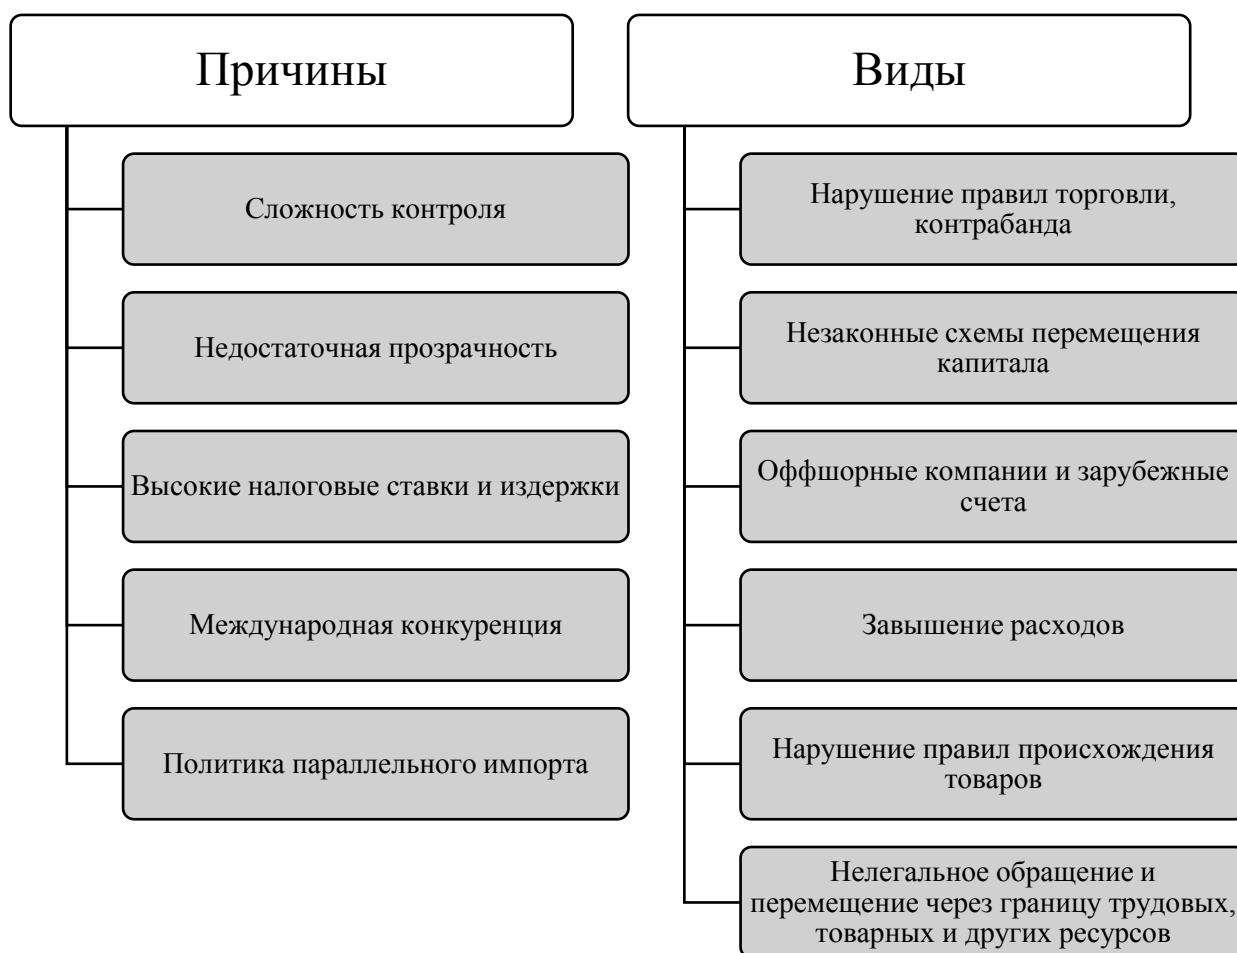 Причины
Сложность контроля
Недостаточная прозрачность
Высокие налоговые ставки и издержки
Международная конкуренция
Политика параллельного импорта
Виды
Нарушение правил торговли,
контрабанда
Незаконные схемы перемещения
капитала
Оффшорные компании и зарубежные
счета
Завышение расходов
Нарушение правил происхождения
товаров
Нелегальное обращение и
перемещение через границу трудовых,
товарных и других ресурсов